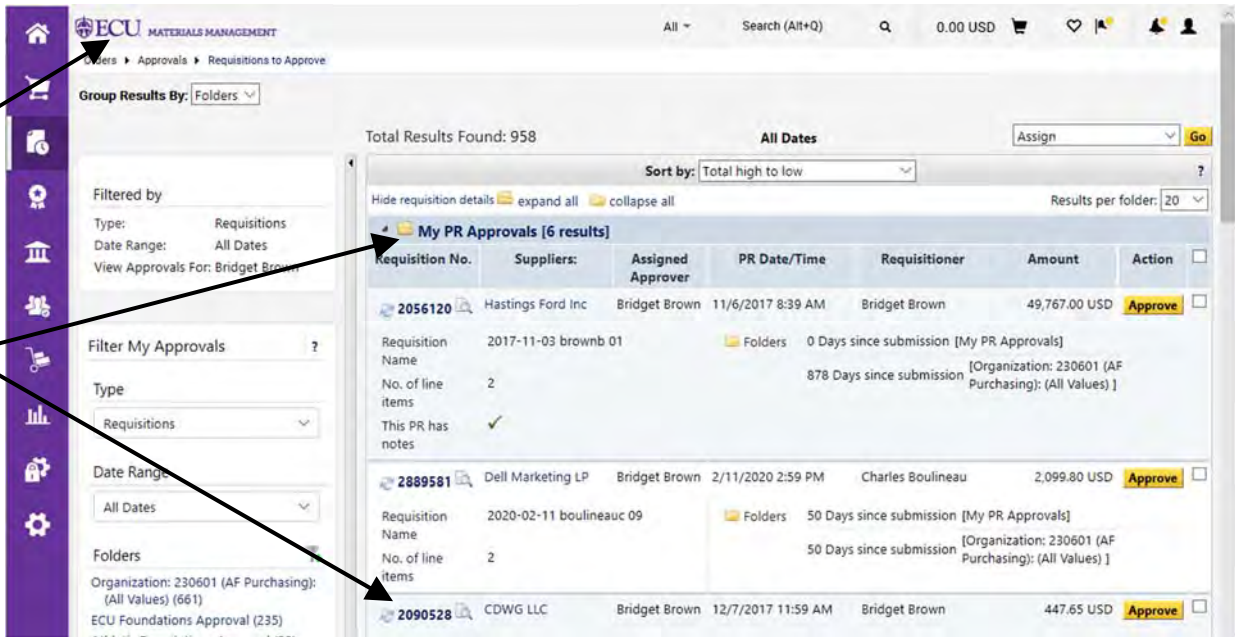 ECU MATERIALS MANAGEMENT
All Search (Alt+Q) 0.00 USD
Orders Approvals Requisitions to Approve
Group Results By: Folders
Total Results Found: 958 All Dates Assign Go
Sort by: Total high to low ?
Hide requisition details expand all collapse all Results per folder: 20
Filtered by
Type: Requisitions
Date Range: All Dates
View Approvals For: Bridget Brown
Filter My Approvals ?
Type
Requisitions
Date Range
All Dates
Folders
Organization: 230601 (AF Purchasing):
(All Values) (661)
ECU Foundations Approval (235)
My PR Approvals [6 results]
Requisition No. Suppliers: Assigned Approver PR Date/Time Requisitioner Amount Action
2056120 Hastings Ford Inc Bridget Brown 11/6/2017 8:39 AM Bridget Brown 49,767.00 USD Approve
Requisition Name 2017-11-03 brownb 01 Folders 0 Days since submission [My PR Approvals]
No. of line items 2 878 Days since submission [Organization: 230601 (AF Purchasing): (All Values) ]
This PR has notes ✓
2889581 Dell Marketing LP Bridget Brown 2/11/2020 2:59 PM Charles Boulineau 2,099.80 USD Approve
Requisition Name 2020-02-11 boulineauc 09 Folders 50 Days since submission [My PR Approvals]
No. of line items 2 50 Days since submission [Organization: 230601 (AF Purchasing): (All Values) ]
2090528 CDWG LLC Bridget Brown 12/7/2017 11:59 AM Bridget Brown 447.65 USD Approve